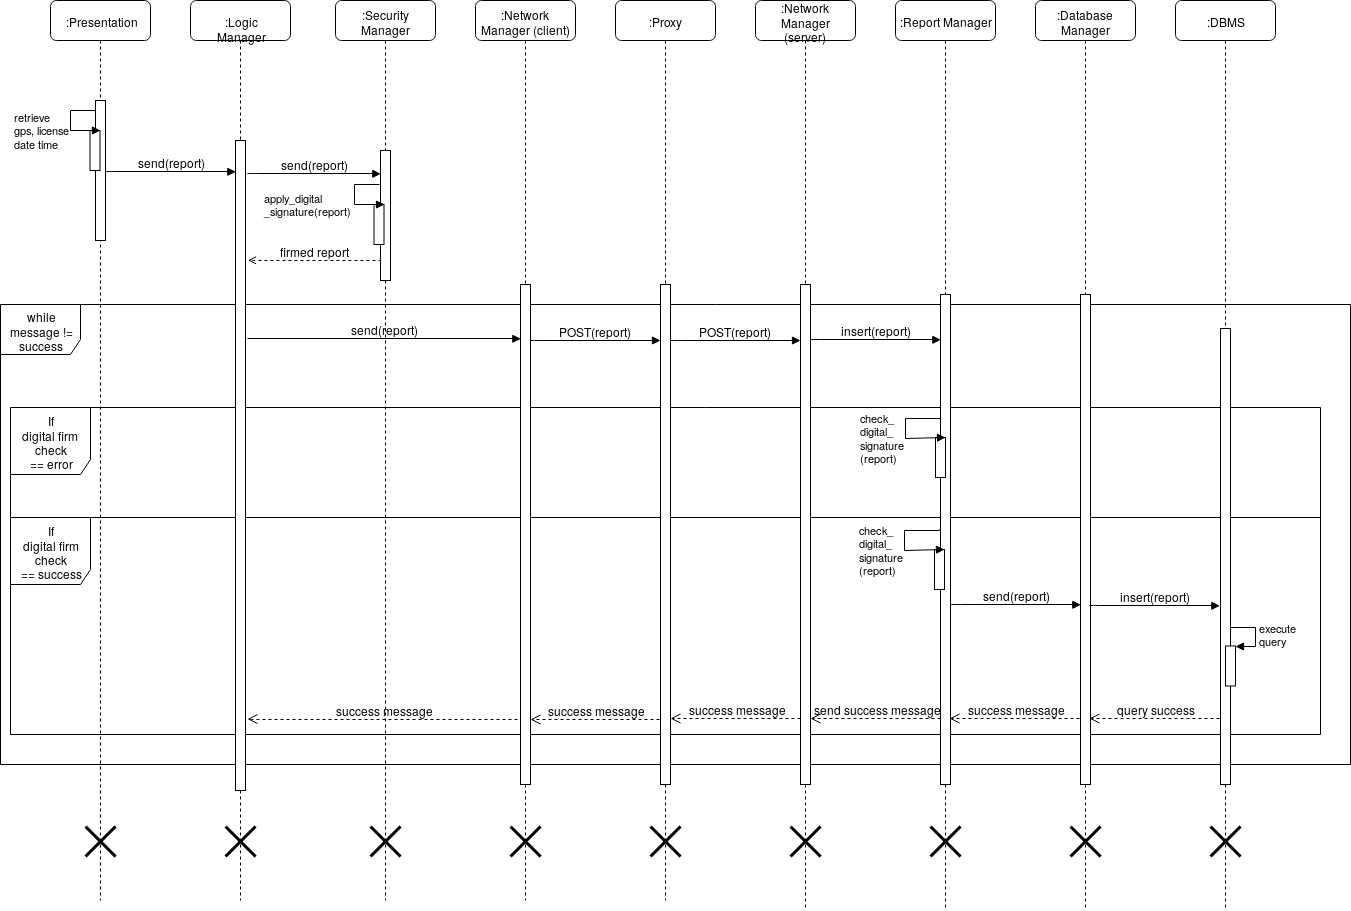 :Presentation
:Logic
Manager
:Security
Manager
:Network
Manager (client)
:Proxy
:Network
Manager
(server)
:Report Manager
:Database
Manager
:DBMS
retrieve
gps, license
date time
send(report)
send(report)
apply_digital
_signature(report)
firmed report
while
message !=
success
send(report)
POST(report)
POST(report)
insert(report)
If
digital firm
check
== error
check_
digital_
signature
(report)
If
digital firm
check
== success
check_
digital_
signature
(report)
send(report)
insert(report)
execute
query
success message
success message
success message
send success message
success message
query success